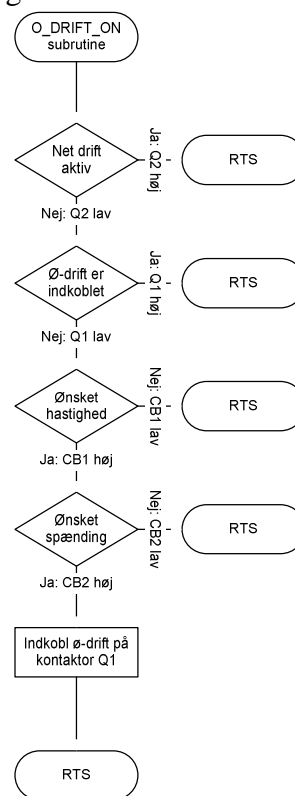 O_DRIFT_ON
subrutine
Net drift
aktiv
Ja: Q2 høj
RTS
Nej: Q2 lav
Ø-drift er
indkoblet
Ja: Q1 høj
RTS
Nej: Q1 lav
Ønsket
hastighed
Nej: CB1 lav
RTS
Ja: CB1 høj
Ønsket
spænding
Nej: CB2 lav
RTS
Ja: CB2 høj
Indkobl ø-drift på
kontaktor Q1
RTS